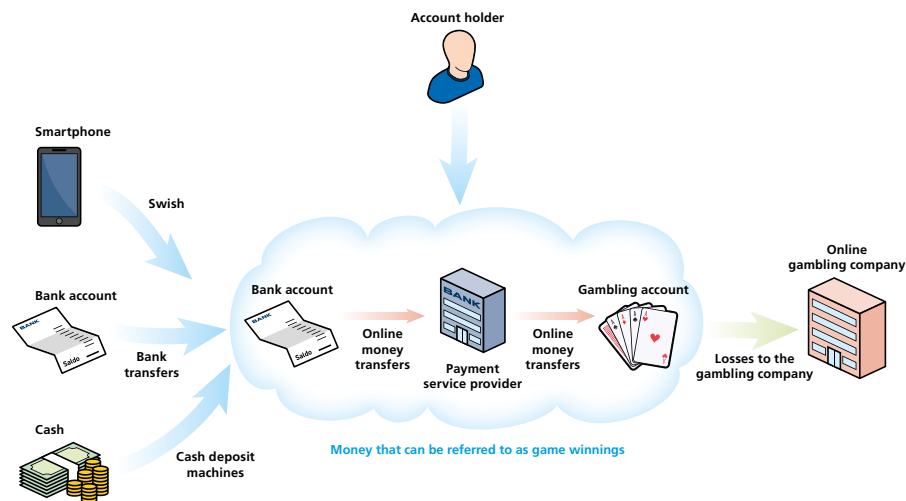 Account holder
Smartphone
Swish
Bank account
BANK
Saldo
Bank
transfers
Cash
Cash deposit
machines
Bank account
BANK
Saldo
Online
money
transfers
BANK
Payment
service provider
Online
money
transfers
Gambling account
Losses to the
gambling company
Online
gambling company
Money that can be referred to as game winnings